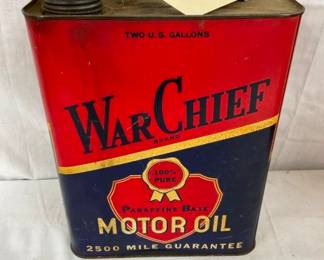 TWO U.S. GALLONS
WAR CHIEF
BRAND
100%
PURE
PARAFFINE BASE
MOTOR OIL
2500 MILE GUARANTEE